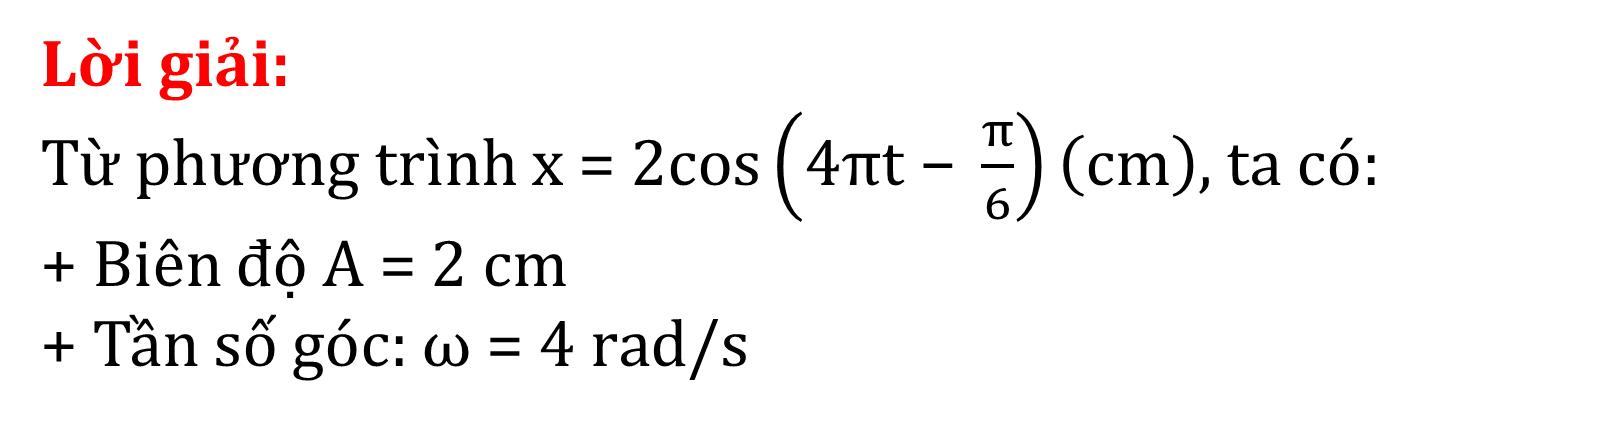 Lời giải:
Từ phương trình x = 2cos(4πt − π/6) (cm), ta có:
+ Biên độ A = 2 cm
+ Tần số góc: ω = 4 rad/s